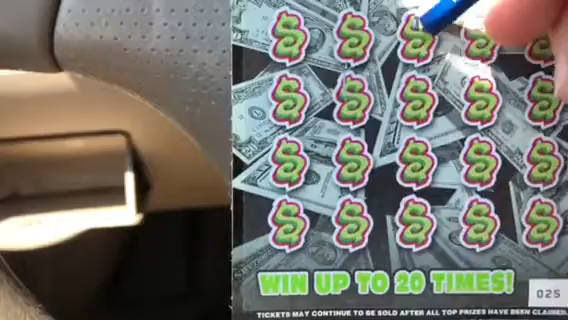 WIN UP TO 20 TIMES!
025
TICKETS MAY CONTINUE TO BE SOLD AFTER ALL TOP PRIZES HAVE BEEN CLAIMED.